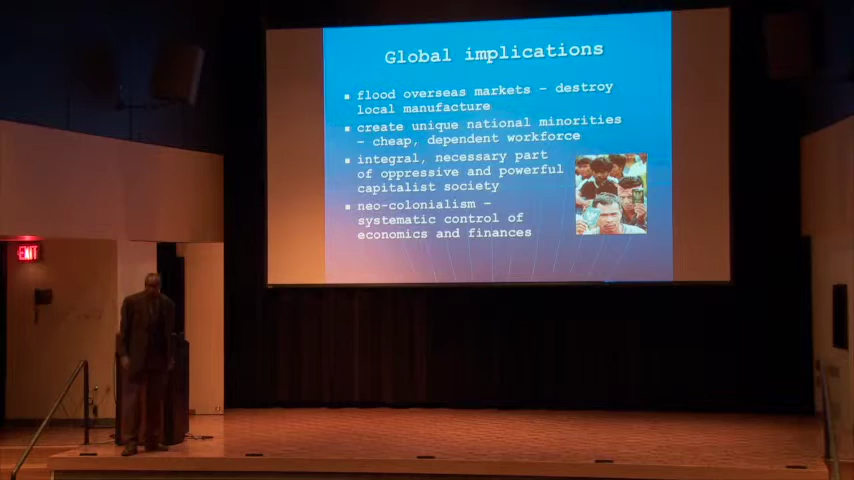 Global implications
▪ flood overseas markets – destroy
local manufacture
▪ create unique national minorities
– cheap, dependent workforce
▪ integral, necessary part
of oppressive and powerful
capitalist society
▪ neo-colonialism –
systematic control of
economics and finances
EXIT